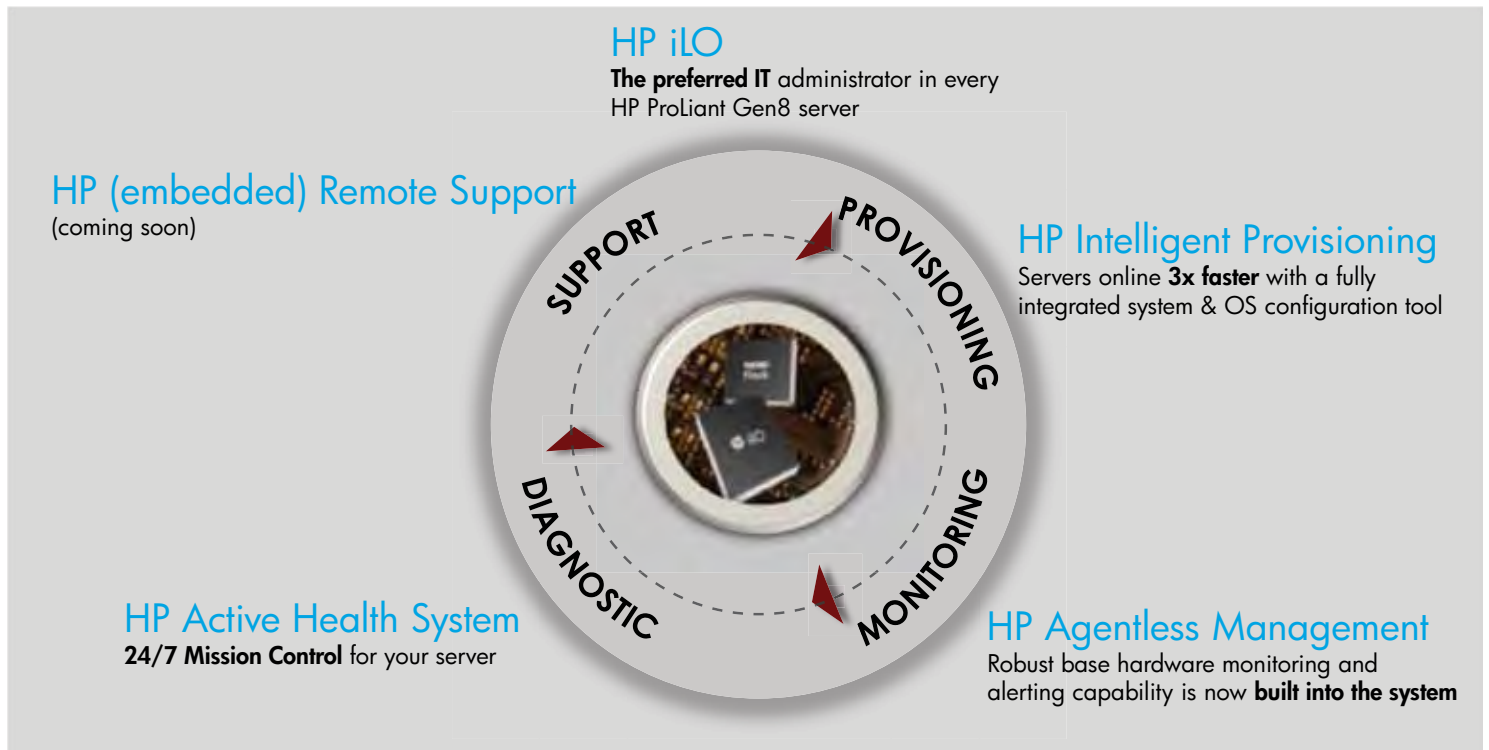 HP iLO
The preferred IT administrator in every
HP ProLiant Gen8 server
HP (embedded) Remote Support
(coming soon)
SUPPORT
PROVISIONING
HP Intelligent Provisioning
Servers online 3x faster with a fully
integrated system & OS configuration tool
iLO
DIAGNOSTIC
MONITORING
HP Active Health System
24/7 Mission Control for your server
HP Agentless Management
Robust base hardware monitoring and
alerting capability is now built into the system